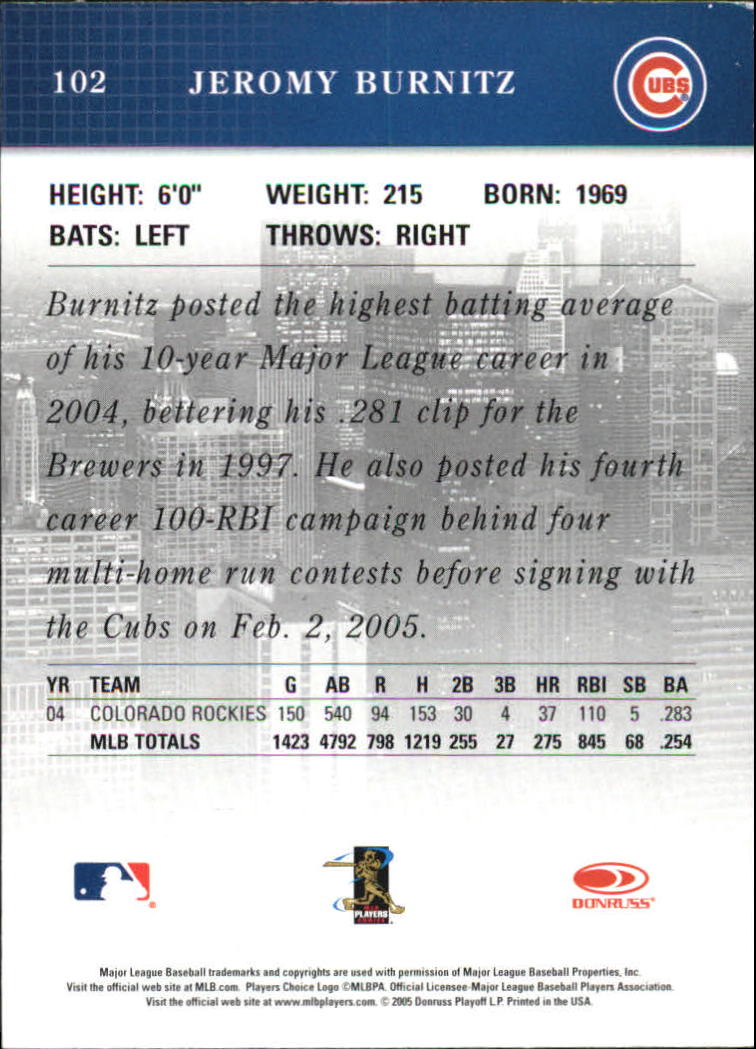 102 JEROMY BURNITZ CUBS
HEIGHT: 6'0" WEIGHT: 215 BORN: 1969
BATS: LEFT THROWS: RIGHT
Burnitz posted the highest batting average
of his 10-year Major League career in
2004, bettering his .281 clip for the
Brewers in 1997. He also posted his fourth
career 100-RBI campaign behind four
multi-home run contests before signing with
the Cubs on Feb. 2, 2005.
YR TEAM G AB R H 2B 3B HR RBI SB BA
04 COLORADO ROCKIES 150 540 94 153 30 4 37 110 5 .283
MLB TOTALS 1423 4792 798 1219 255 27 275 845 68 .254
MLB
PLAYERS
CHOICE
DONRUSS
Major League Baseball trademarks and copyrights are used with permission of Major League Baseball Properties, Inc.
Visit the official web site at MLB.com. Players Choice Logo ©MLBPA. Official Licensee-Major League Baseball Players Association.
Visit the official web site at www.mlbplayers.com. © 2005 Donruss Playoff L.P. Printed in the USA.